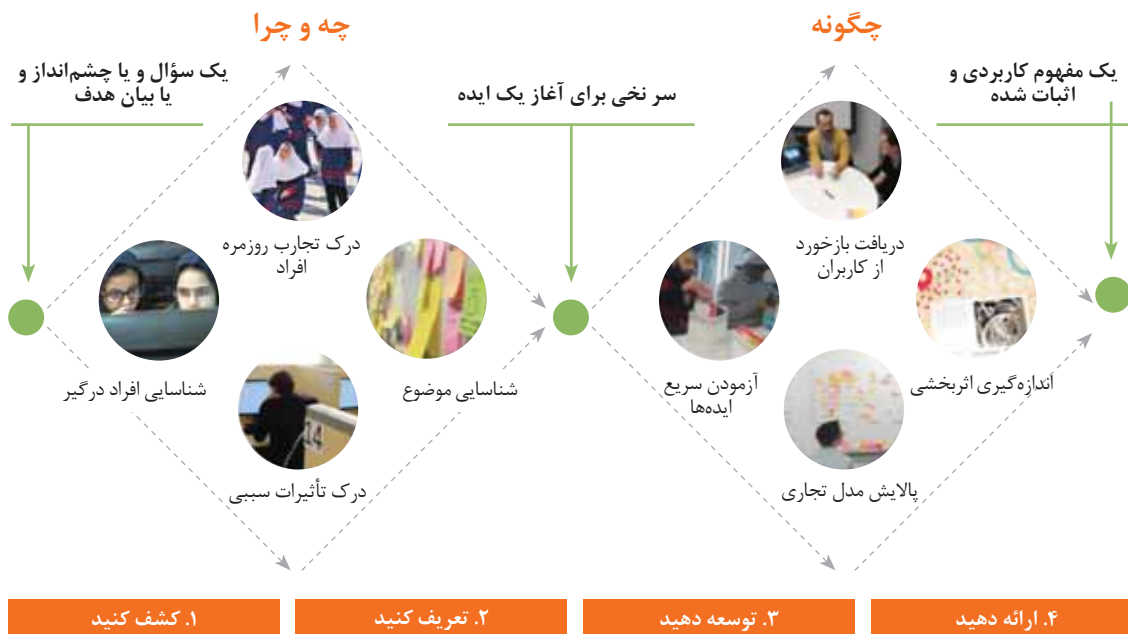 چه و چرا
چگونه
یک سؤال و یا چشم‌انداز و
یا بیان هدف
سر نخی برای آغاز یک ایده
یک مفهوم کاربردی و
اثبات شده
درک تجارب روزمره
افراد
شناسایی افراد درگیر
شناسایی موضوع
درک تأثیرات سببی
14
دریافت بازخورد
از کاربران
آزمودن سریع
ایده‌ها
اندازه‌گیری اثربخشی
پالایش مدل تجاری
۱. کشف کنید
۲. تعریف کنید
۳. توسعه دهید
۴. ارائه دهید